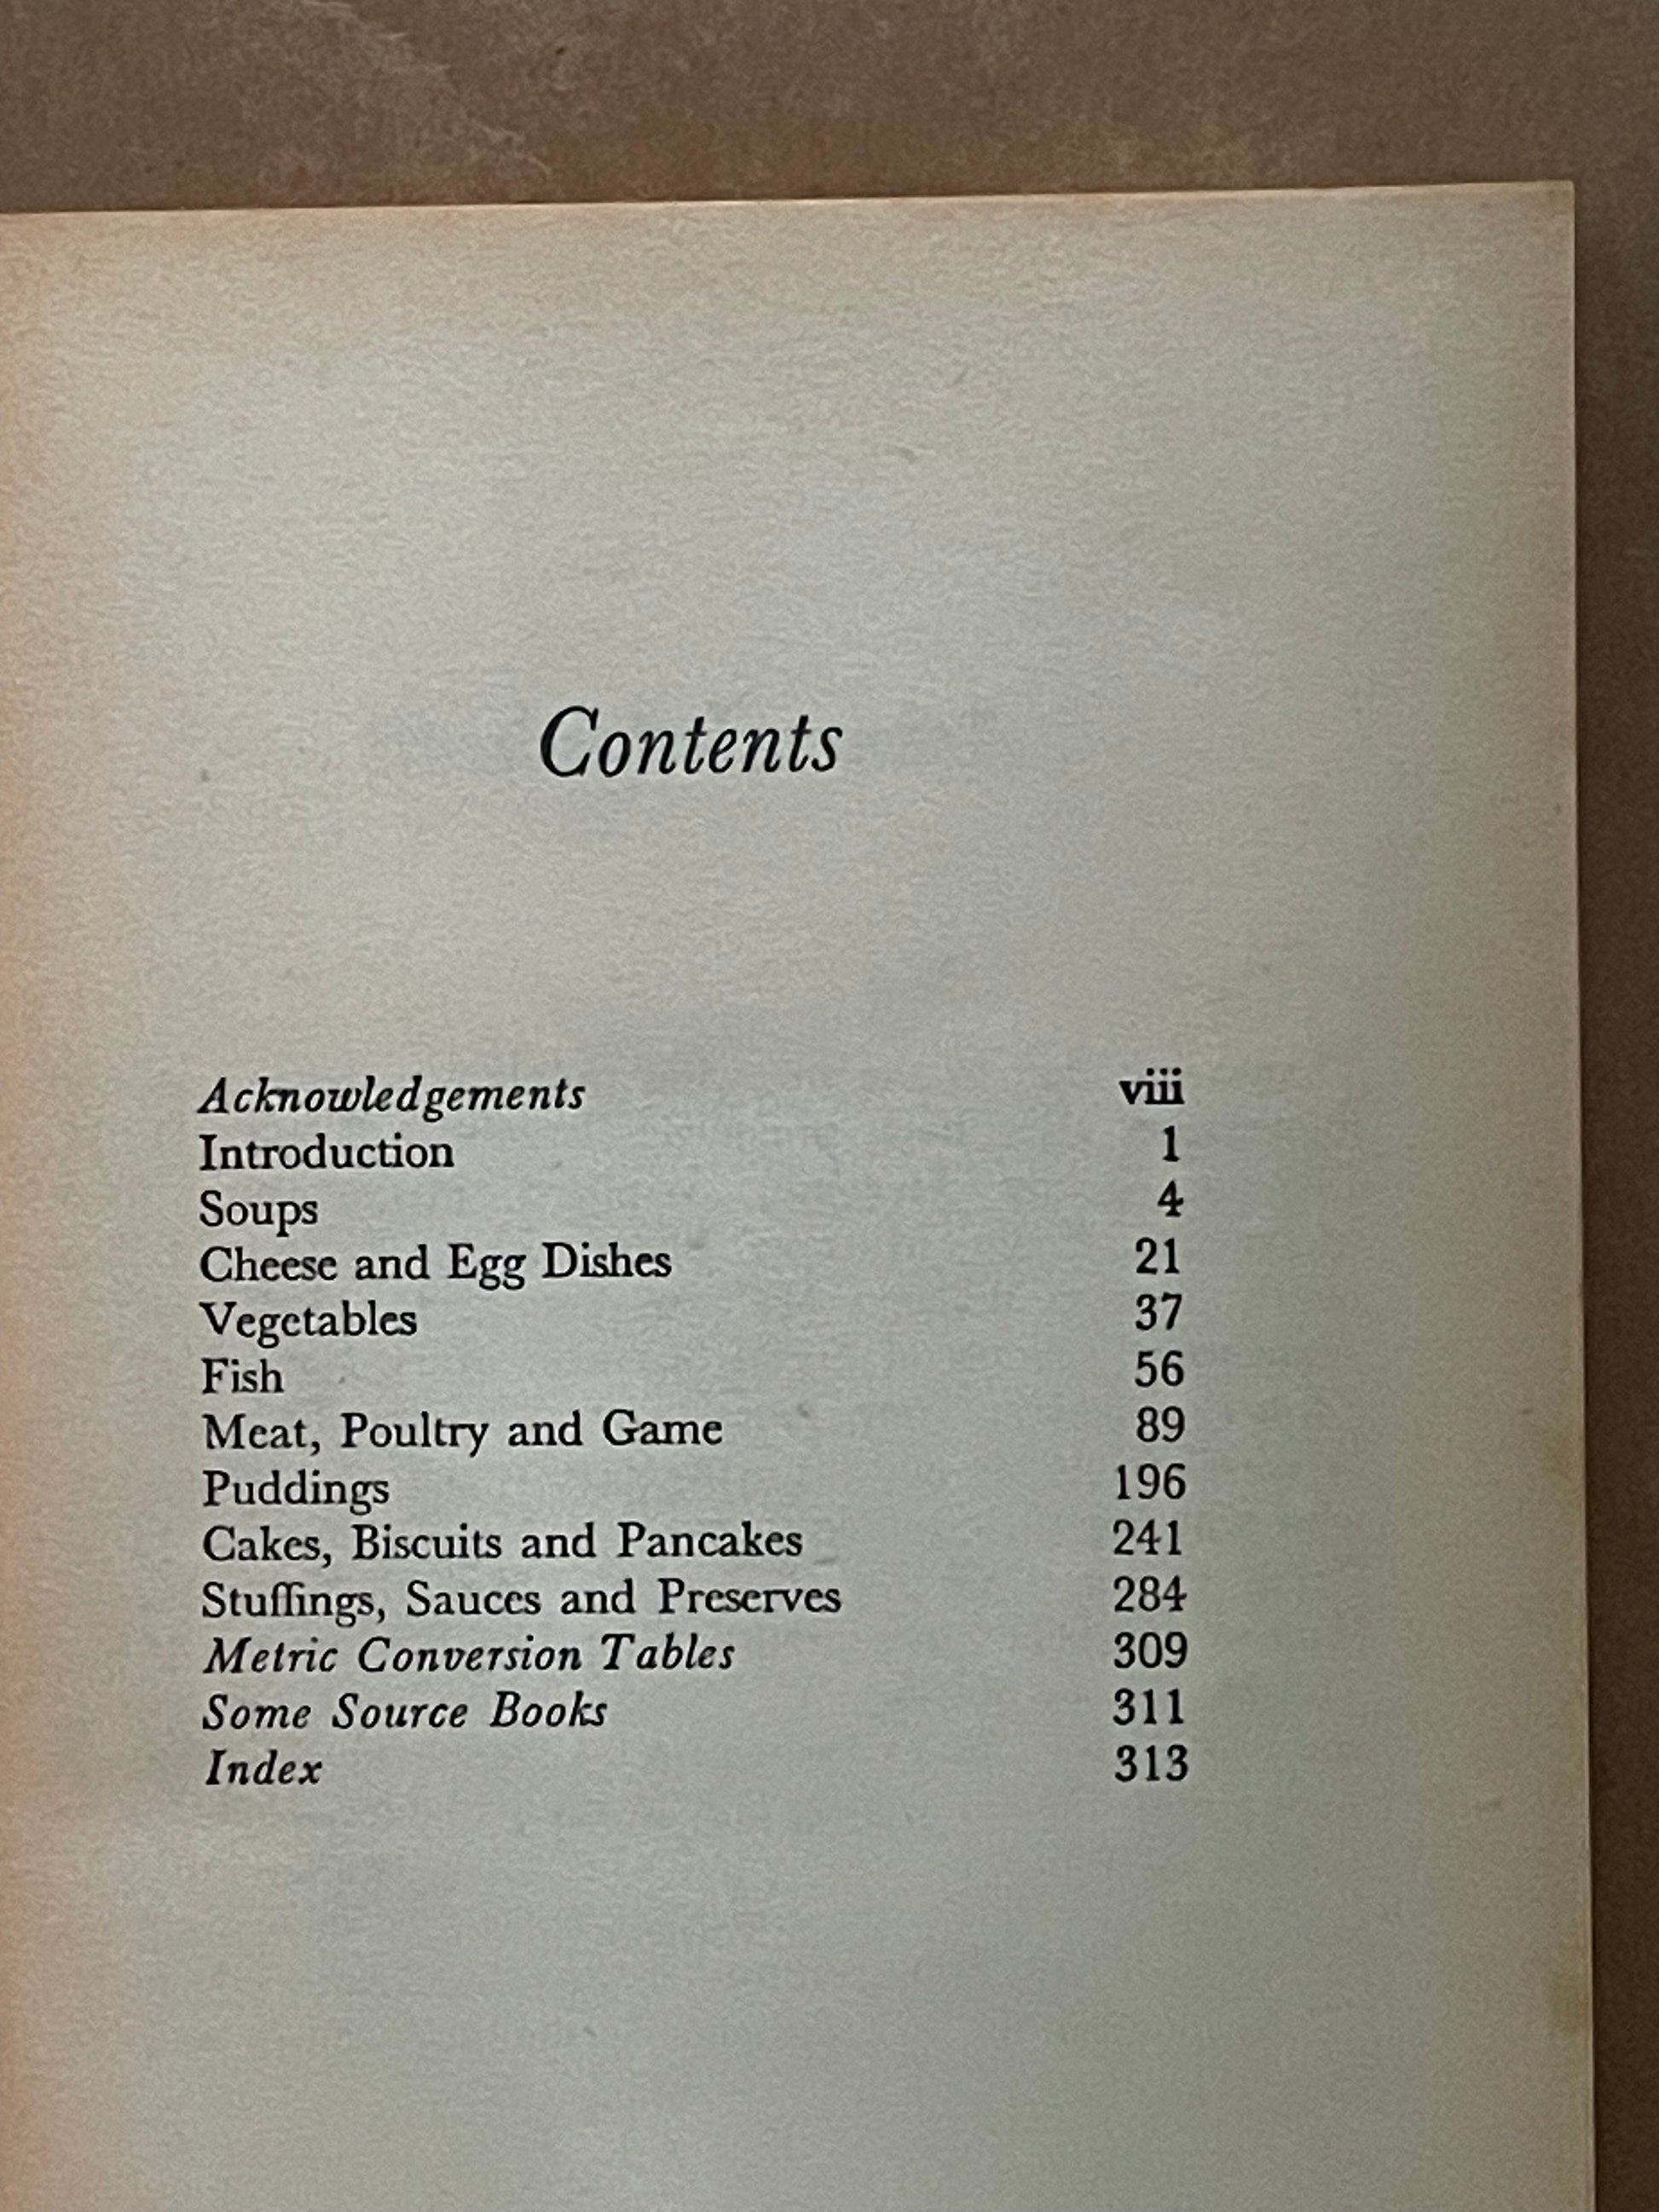 Contents
Acknowledgements viii
Introduction 1
Soups 4
Cheese and Egg Dishes 21
Vegetables 37
Fish 56
Meat, Poultry and Game 89
Puddings 196
Cakes, Biscuits and Pancakes 241
Stuffings, Sauces and Preserves 284
Metric Conversion Tables 309
Some Source Books 311
Index 313